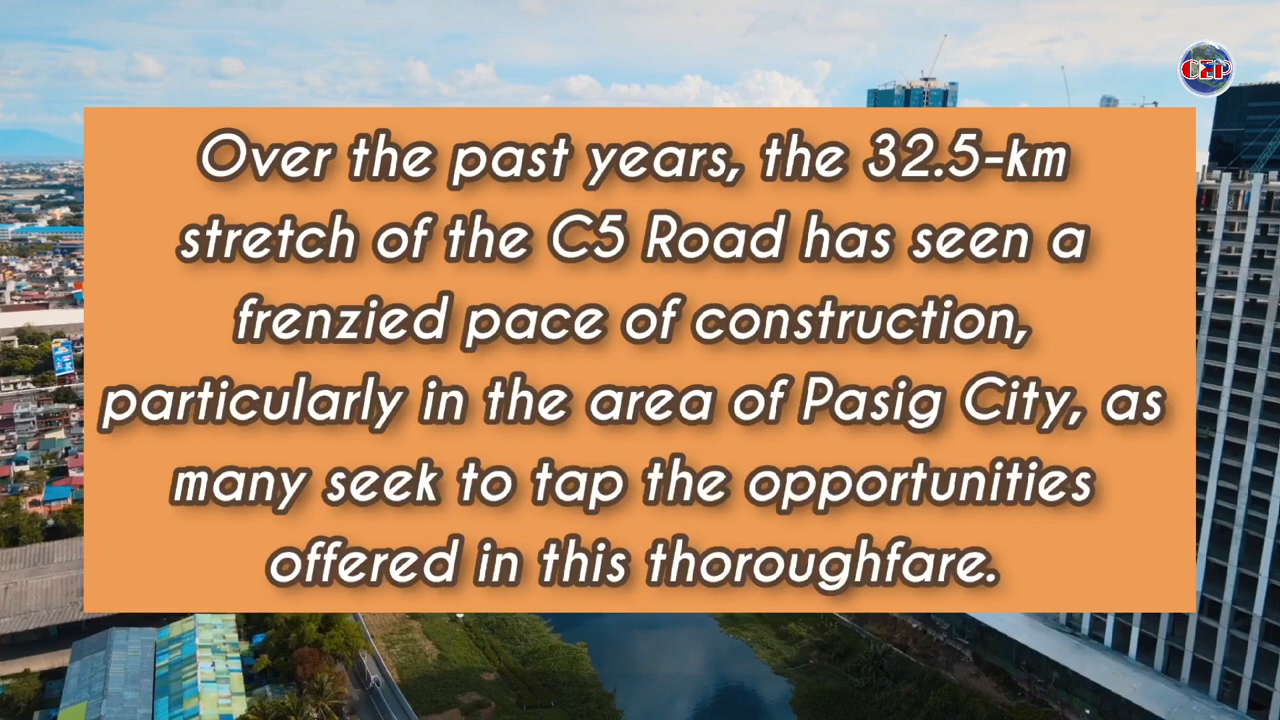 CEP
Over the past years, the 32.5-km
stretch of the C5 Road has seen a
frenzied pace of construction,
particularly in the area of Pasig City, as
many seek to tap the opportunities
offered in this thoroughfare.